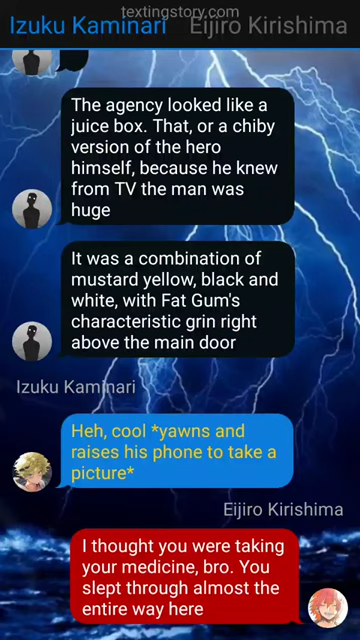 textingstory.com
Izuku Kaminari Eijiro Kirishima
The agency looked like a
juice box. That, or a chiby
version of the hero
himself, because he knew
from TV the man was
huge
It was a combination of
mustard yellow, black and
white, with Fat Gum's
characteristic grin right
above the main door
Izuku Kaminari
Heh, cool *yawns and
raises his phone to take a
picture*
Eijiro Kirishima
I thought you were taking
your medicine, bro. You
slept through almost the
entire way here